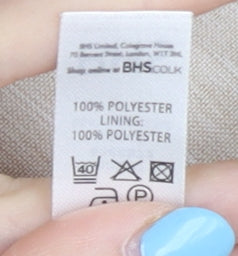 BHS Limited, Colegrave House
70 Berners Street, London, W1T 3NL
Shop online at BHS.CO.UK
100% POLYESTER
LINING:
100% POLYESTER
40
P